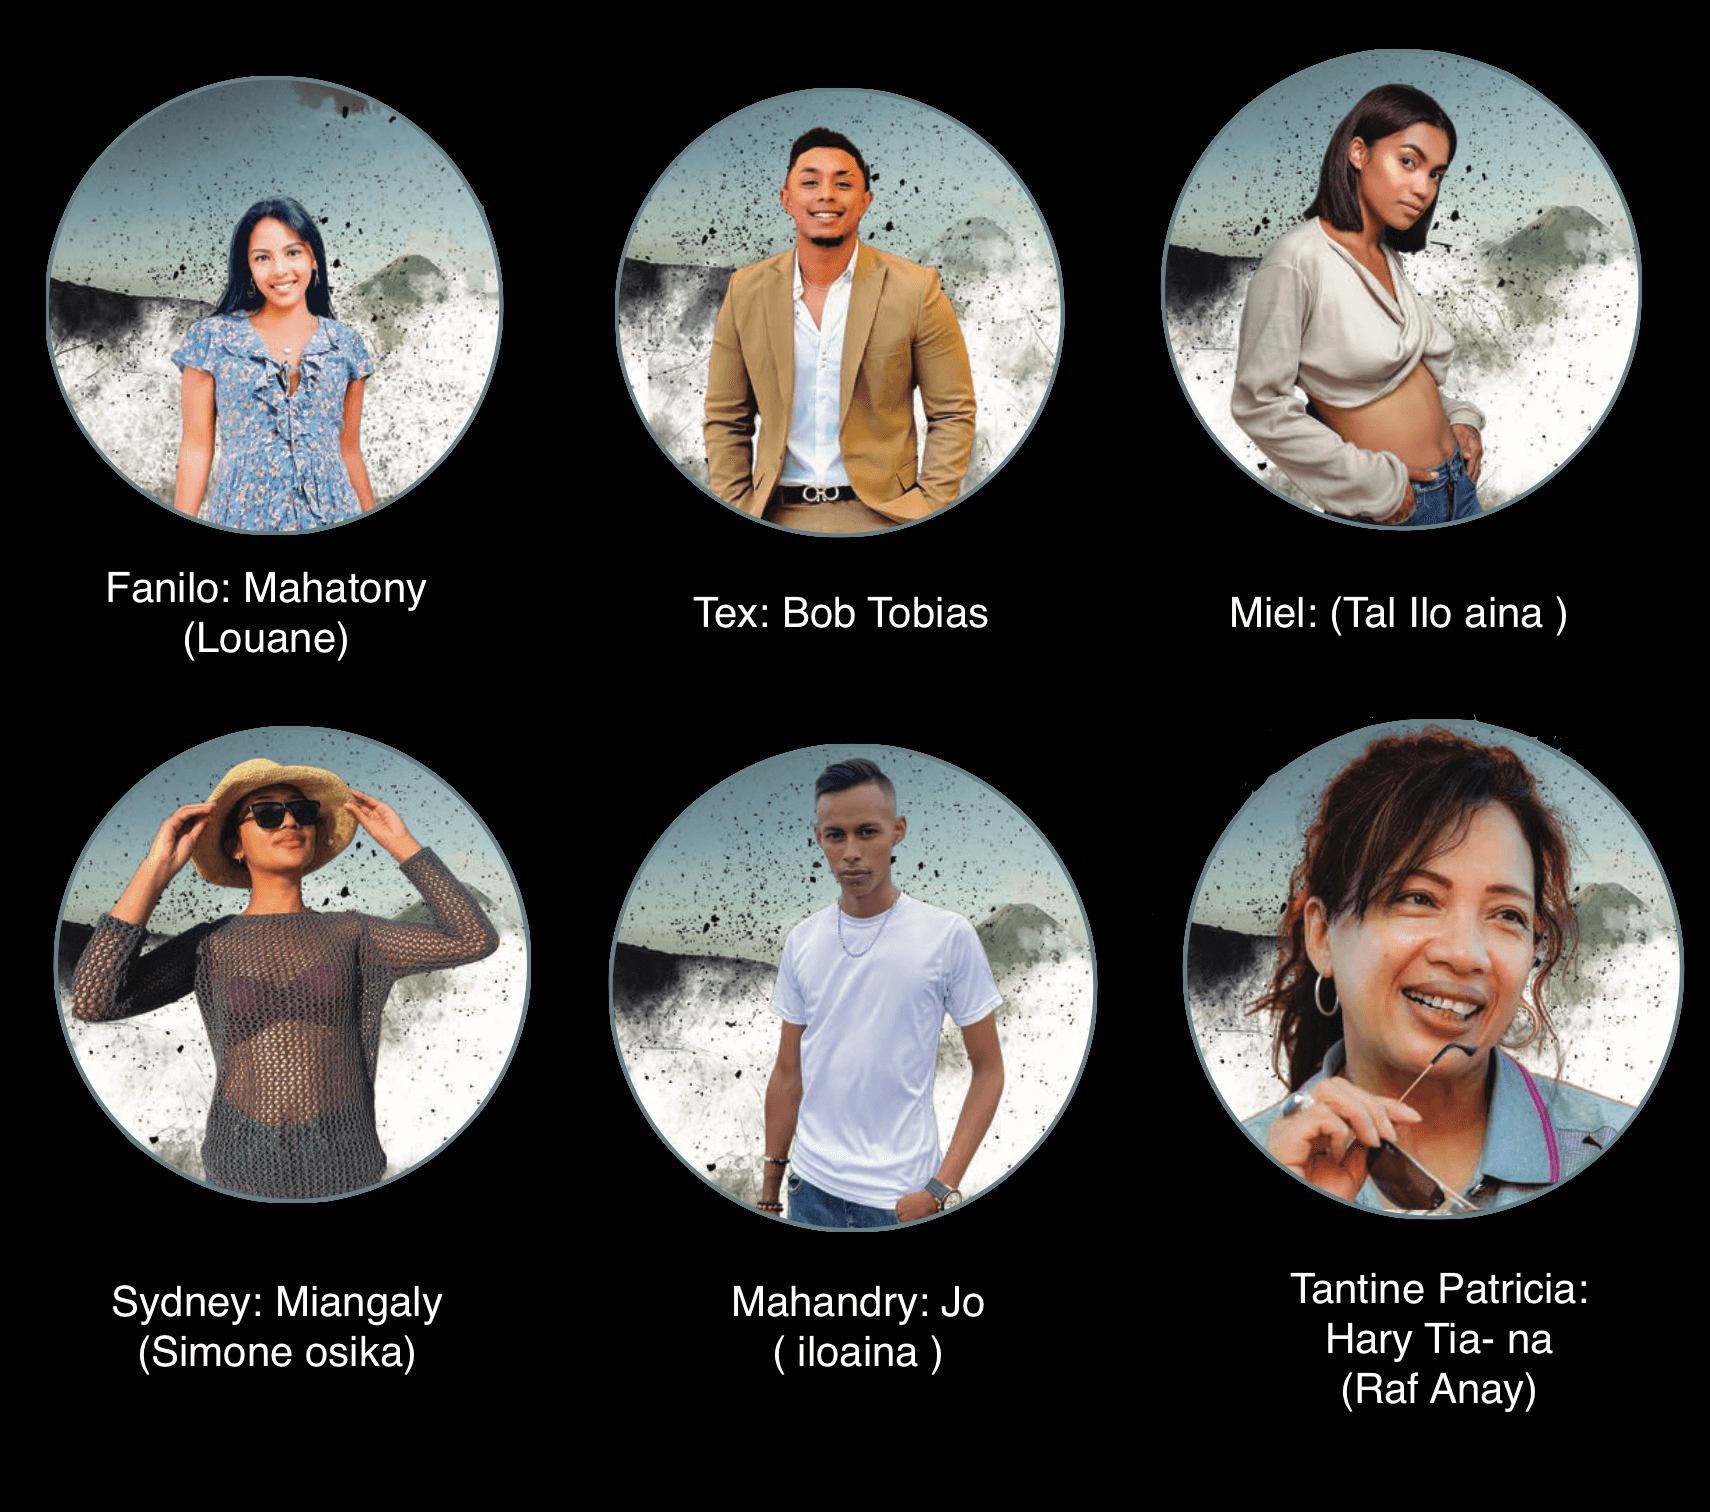 Fanilo: Mahatony
(Louane)
Tex: Bob Tobias
Miel: (Tal Ilo aina )
Sydney: Miangaly
(Simone osika)
Mahandry: Jo
( iloaina )
Tantine Patricia:
Hary Tia- na
(Raf Anay)